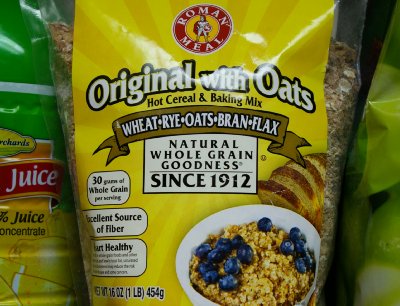 ROMAN
MEAL
Original with Oats
Hot Cereal & Baking Mix
WHEAT•RYE•OATS•BRAN•FLAX
NATURAL
WHOLE GRAIN
GOODNESS®
SINCE 1912
30 grams of
Whole Grain
per serving
Excellent Source
of Fiber
Heart Healthy
NET WT 16 OZ (1 LB) 454g
Orchards
JUICE
% Juice
Concentrate